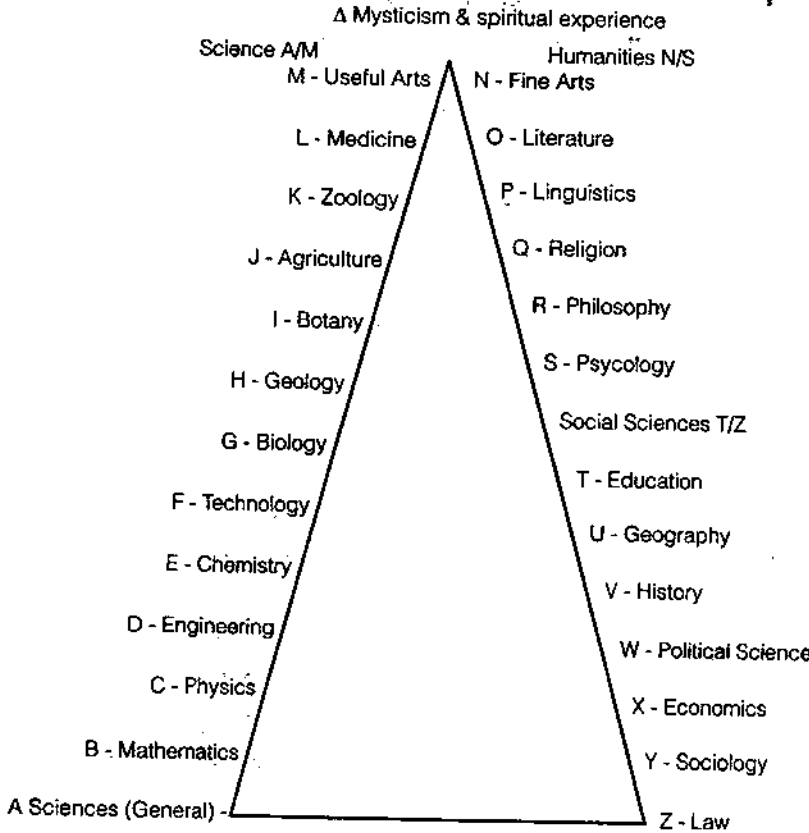 Δ Mysticism & spiritual experience
Science A/M
Humanities N/S
M - Useful Arts
N - Fine Arts
L - Medicine
O - Literature
K - Zoology
P - Linguistics
J - Agriculture
Q - Religion
I - Botany
R - Philosophy
H - Geology
S - Psycology
G - Biology
Social Sciences T/Z
F - Technology
T - Education
E - Chemistry
U - Geography
D - Engineering
V - History
C - Physics
W - Political Science
B - Mathematics
X - Economics
A Sciences (General) -
Y - Sociology
Z - Law